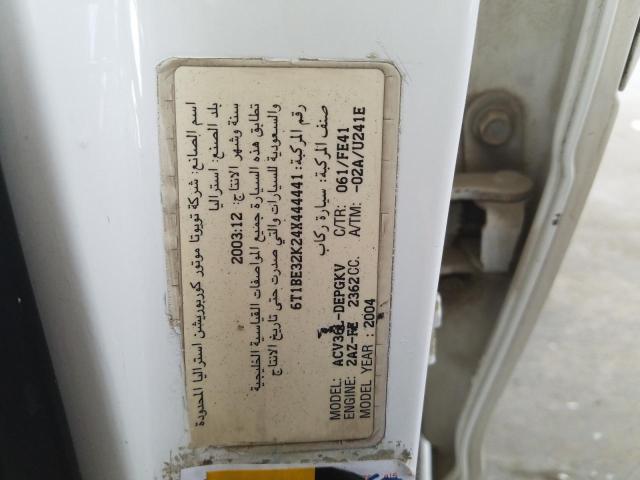 اسم الصانع: شركة تويوتا موتور كوربوريشن استراليا المحدودة
بلد الصنع: استراليا
سنة وشهر الانتاج: 2003:12
تطابق هذه السيارة جميع المواصفات القياسية الخليجية
والسعودية للسيارات والتي صدرت حتى تاريخ الانتاج
رقم المركبة: 6T1BE32K24X444441
صنف المركبة: سيارة ركاب
MODEL: ACV36L-DEPGKV C/TR: 061/FE41
ENGINE: 2AZ-FE 2362CC. A/TM: -02A/U241E
MODEL YEAR : 2004